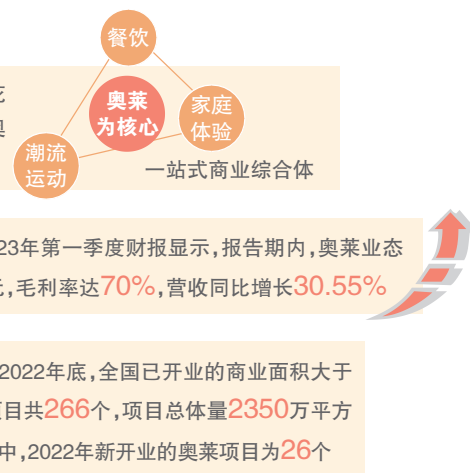 餐饮
奥莱
为核心
家庭
体验
潮流
运动
一站式商业综合体
23年第一季度财报显示，报告期内，奥莱业态
元，毛利率达70%，营收同比增长30.55%
2022年底，全国已开业的商业面积大于
项目共266个，项目总体量2350万平方
中，2022年新开业的奥莱项目为26个